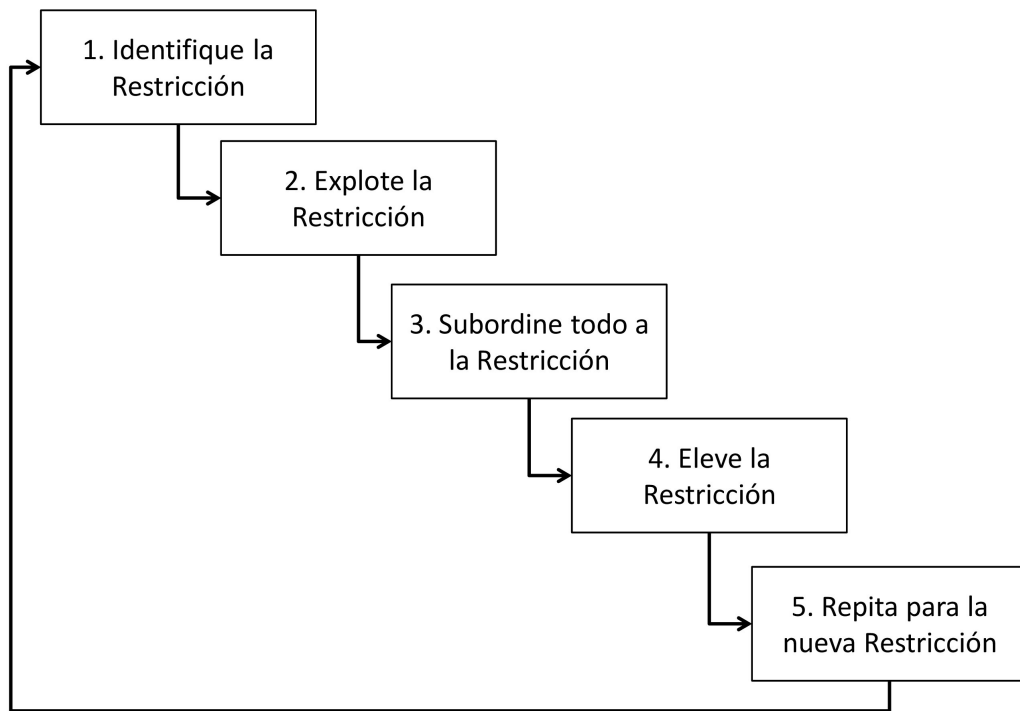 1. Identifique la
Restricción
2. Explote la
Restricción
3. Subordine todo a
la Restricción
4. Eleve la
Restricción
5. Repita para la
nueva Restricción